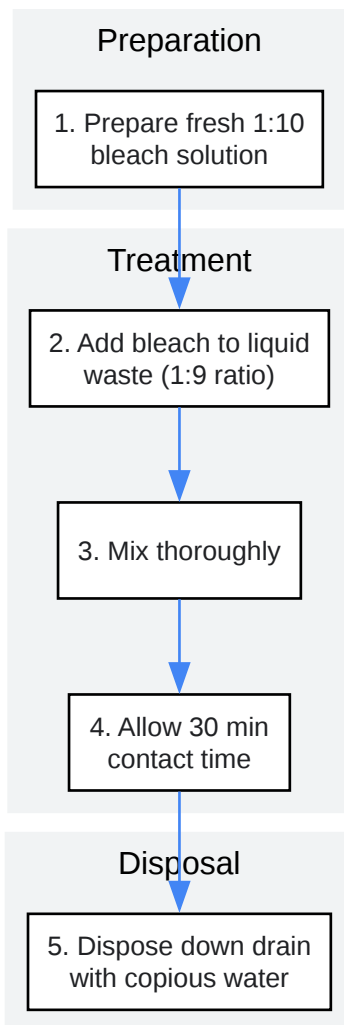 Preparation
1. Prepare fresh 1:10
bleach solution
Treatment
2. Add bleach to liquid
waste (1:9 ratio)
3. Mix thoroughly
4. Allow 30 min
contact time
Disposal
5. Dispose down drain
with copious water